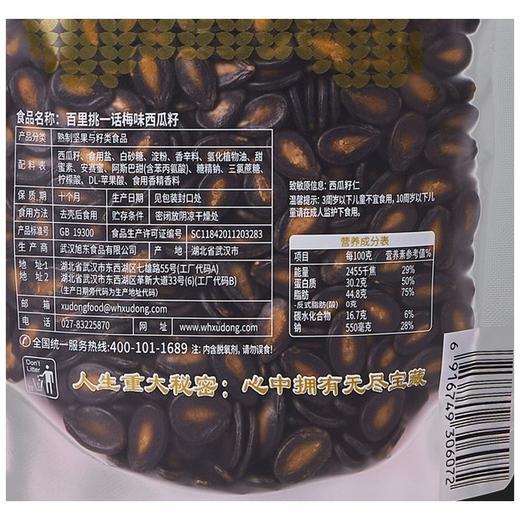 食品名称: 百里挑一话梅味西瓜籽
产品分类: 熟制坚果与籽类食品
配料表: 西瓜籽、食用盐、白砂糖、淀粉、香辛料、氢化植物油、甜
蜜素、安赛蜜、阿斯巴甜(含苯丙氨酸)、糖精钠、三氯蔗糖、
柠檬酸、DL-苹果酸、食用香精香料
保质期: 十个月 生产日期: 见包装封口处
食用方法: 去壳后食用 贮存条件: 密闭放阴凉干燥处
产品标准号: GB 19300 食品生产许可证编号: SC11842011203283
生产商: 武汉旭东食品有限公司 产地: 湖北省武汉市
地址1: 湖北省武汉市东西湖区七雄路55号(工厂代码A)
地址2: 湖北省武汉市东西湖区革新大道33号(6)(工厂代码B)
(生产日期旁代码为生产地代码)
邮箱 xudongfood@whxudong.com
电话: 027-83225870 网址: www.whxudong.com
全国统一服务热线:400-101-1689 注: 内含脱氧剂, 请勿误食!
Don't
Litter
致敏原信息: 西瓜籽仁
温馨提示: 3周岁以下儿童不宜食用, 10周岁以下儿
童请在成人监护下食用。
营养成分表
项目 每100克 营养素参考值%
能量 2455千焦 29%
蛋白质 30.2克 50%
脂肪 44.8克 75%
-反式脂肪(酸) 0克
碳水化合物 16.7克 6%
钠 550毫克 28%
人生重大秘密: 心中拥有无尽宝藏
6916749306072